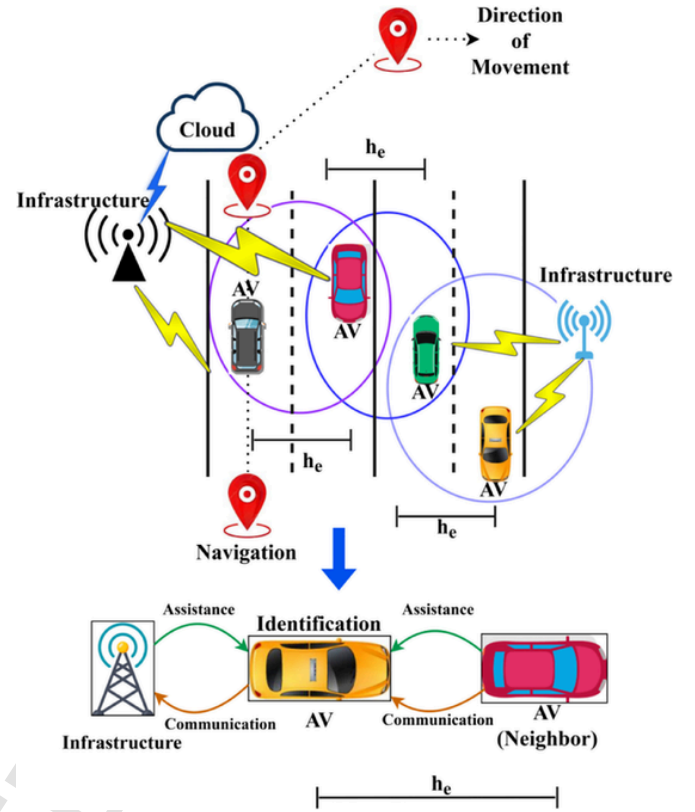 Direction
of
Movement
Cloud
hₑ
Infrastructure
Infrastructure
AV
AV
AV
hₑ
AV
hₑ
Navigation
Assistance
Identification
Assistance
Communication
AV
Communication
AV
Infrastructure
(Neighbor)
hₑ